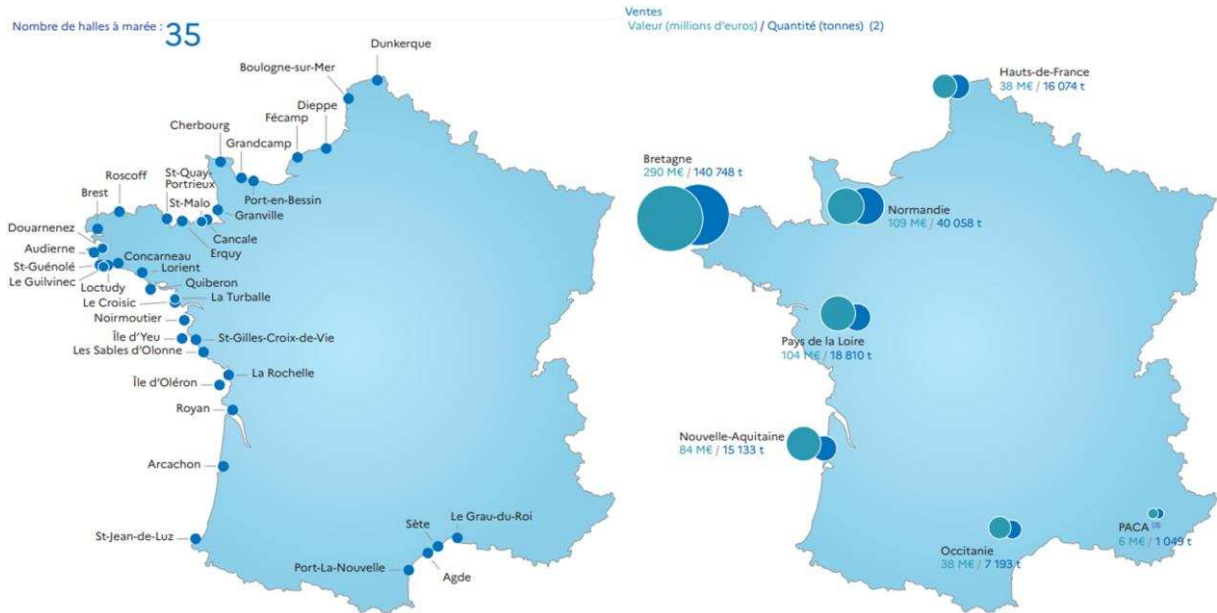 Nombre de halles à marée : 35
Dunkerque
Boulogne-sur-Mer
Dieppe
Fécamp
Cherbourg
Grandcamp
Port-en-Bessin
St-Quay-
Portrieux
Roscoff
Brest
St-Malo
Granville
Cancale
Erquy
Douarnenez
Audierne
St-Guénolé
Le Guilvinec
Loctudy
Concarneau
Lorient
Quiberon
La Turballe
Le Croisic
Noirmoutier
Île d'Yeu
St-Gilles-Croix-de-Vie
Les Sables d'Olonne
La Rochelle
Île d'Oléron
Royan
Arcachon
St-Jean-de-Luz
Le Grau-du-Roi
Sète
Agde
Port-La-Nouvelle
Ventes
Valeur (millions d'euros) / Quantité (tonnes) (2)
Hauts-de-France
38 M€ / 16 074 t
Bretagne
290 M€ / 140 748 t
Normandie
109 M€ / 40 058 t
Pays de la Loire
104 M€ / 18 810 t
Nouvelle-Aquitaine
84 M€ / 15 133 t
PACA (3)
6 M€ / 1 049 t
Occitanie
38 M€ / 7 193 t